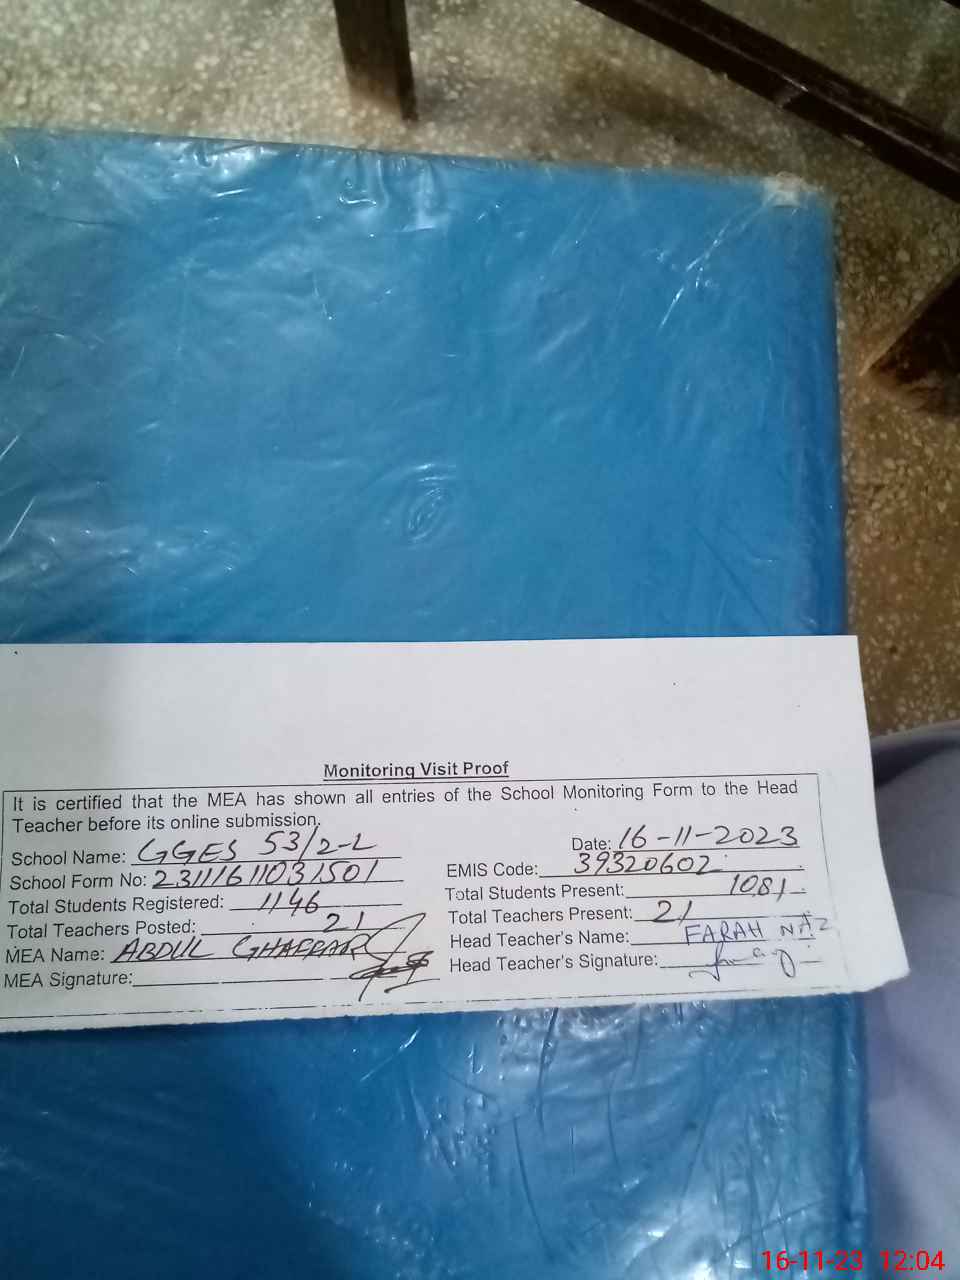 Monitoring Visit Proof
It is certified that the MEA has shown all entries of the School Monitoring Form to the Head
Teacher before its online submission.
School Name: GGES 53/2-L
Date: 16-11-2023
School Form No: 23111611031501
EMIS Code: 39320602
Total Students Registered: 1146
Total Students Present: 1081
Total Teachers Posted: 21
Total Teachers Present: 21
MEA Name: ABDUL GHAFFAR
Head Teacher's Name: FARAH NAZ
MEA Signature:
Head Teacher's Signature:
16-11-23 12:04